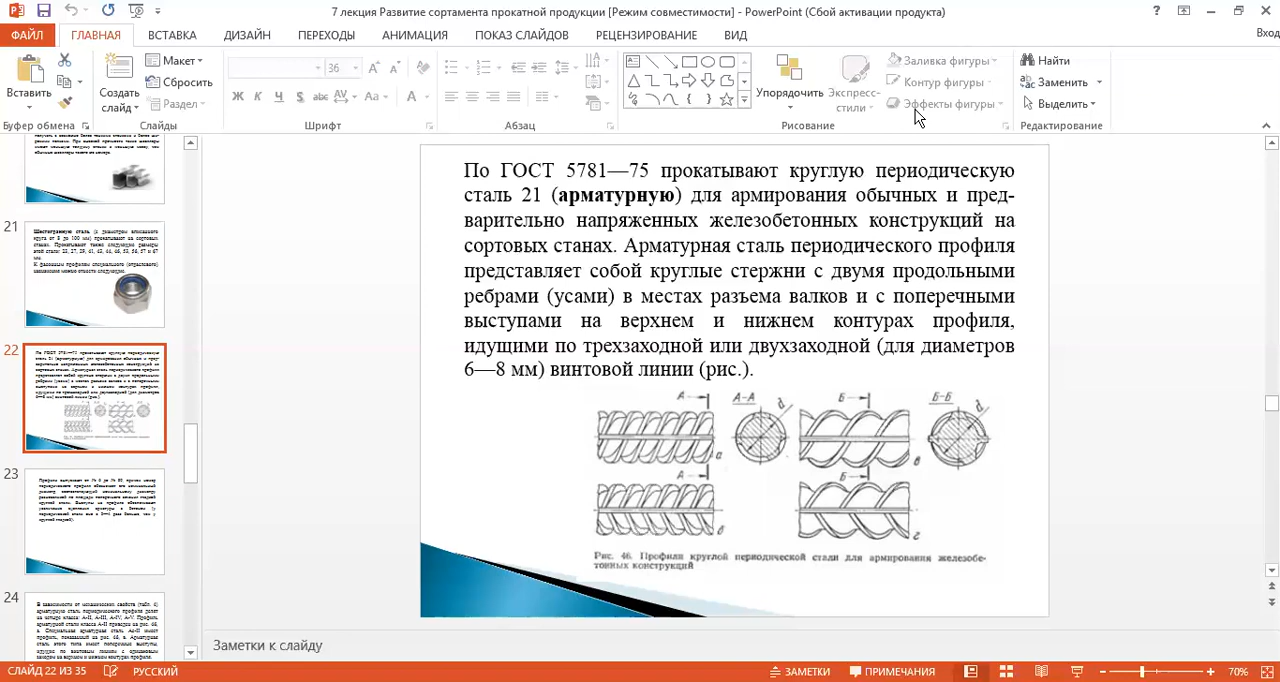 7 лекция Развитие сортамента прокатной продукции [Режим совместимости] - PowerPoint (Сбой активации продукта)
ФАЙЛ ГЛАВНАЯ ВСТАВКА ДИЗАЙН ПЕРЕХОДЫ АНИМАЦИЯ ПОКАЗ СЛАЙДОВ РЕЦЕНЗИРОВАНИЕ ВИД Вход
Вставить
Создать слайд
Макет
Сбросить
Раздел
36
Ж К Ч S abc AV Aa А
Упорядочить
Экспресс-стили
Заливка фигуры
Контур фигуры
Эффекты фигуры
Найти
Заменить
Выделить
Буфер обмена Слайды Шрифт Абзац Рисование Редактирование
21
22
23
24
По ГОСТ 5781—75 прокатывают круглую периодическую
сталь 21 (арматурную) для армирования обычных и пред-
варительно напряженных железобетонных конструкций на
сортовых станах. Арматурная сталь периодического профиля
представляет собой круглые стержни с двумя продольными
ребрами (усами) в местах разъема валков и с поперечными
выступами на верхнем и нижнем контурах профиля,
идущими по трехзаходной или двухзаходной (для диаметров
6—8 мм) винтовой линии (рис.).
А А-А d Б Б-Б d
а в
А Б
б г
Рис. 46. Профили круглой периодической стали для армирования железобе-
тонных конструкций
Заметки к слайду
СЛАЙД 22 ИЗ 35 РУССКИЙ ЗАМЕТКИ ПРИМЕЧАНИЯ 70%